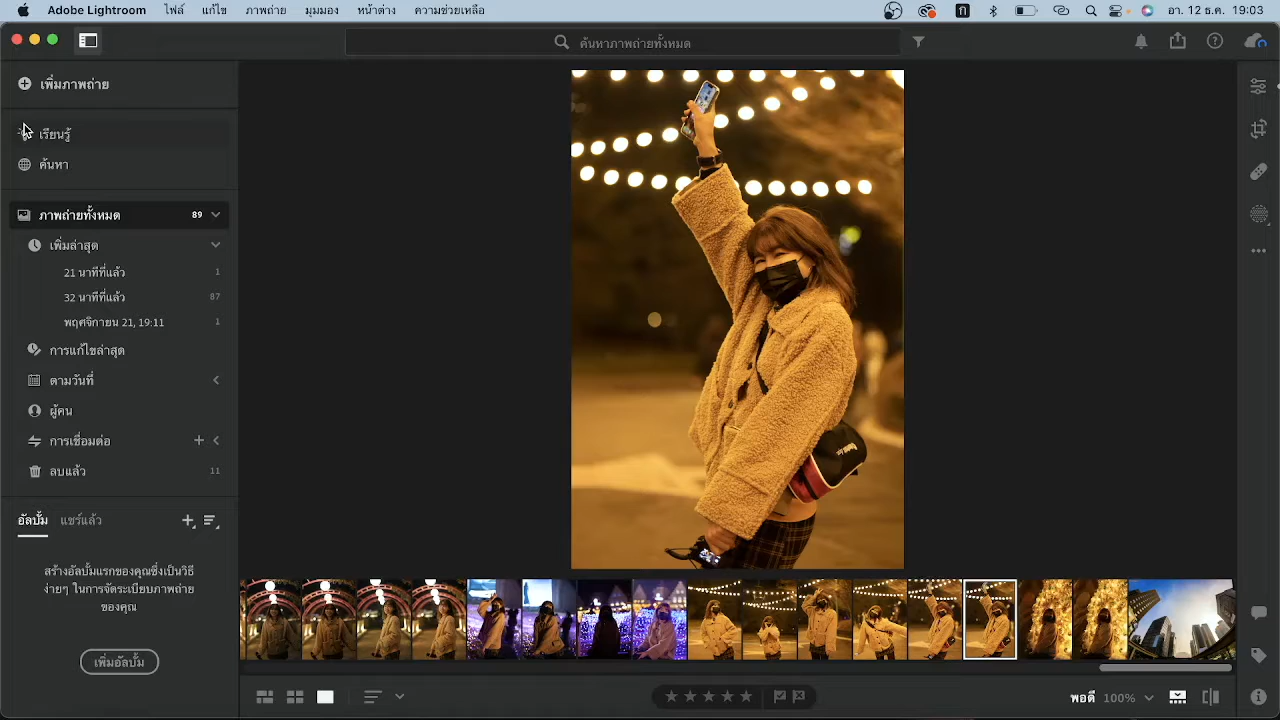 Adobe Lightroom ไฟล์ แก้ไข ภาพถ่าย มุมมอง หน้าต่าง ความช่วยเหลือ
อา. 12 ธ.ค. 19:03
ค้นหาภาพถ่ายทั้งหมด
เพิ่มภาพถ่าย
เรียนรู้
ค้นหา
ภาพถ่ายทั้งหมด 89
เพิ่มล่าสุด
21 นาทีที่แล้ว 1
32 นาทีที่แล้ว 87
พฤศจิกายน 21, 19:11 1
การแก้ไขล่าสุด
ตามวันที่
ผู้คน
การเชื่อมต่อ
ลบแล้ว 11
อัลบั้ม แชร์แล้ว
สร้างอัลบั้มแรกของคุณซึ่งเป็นวิธี
ง่ายๆ ในการจัดระเบียบภาพถ่าย
ของคุณ
เพิ่มอัลบั้ม
พอดี 100%